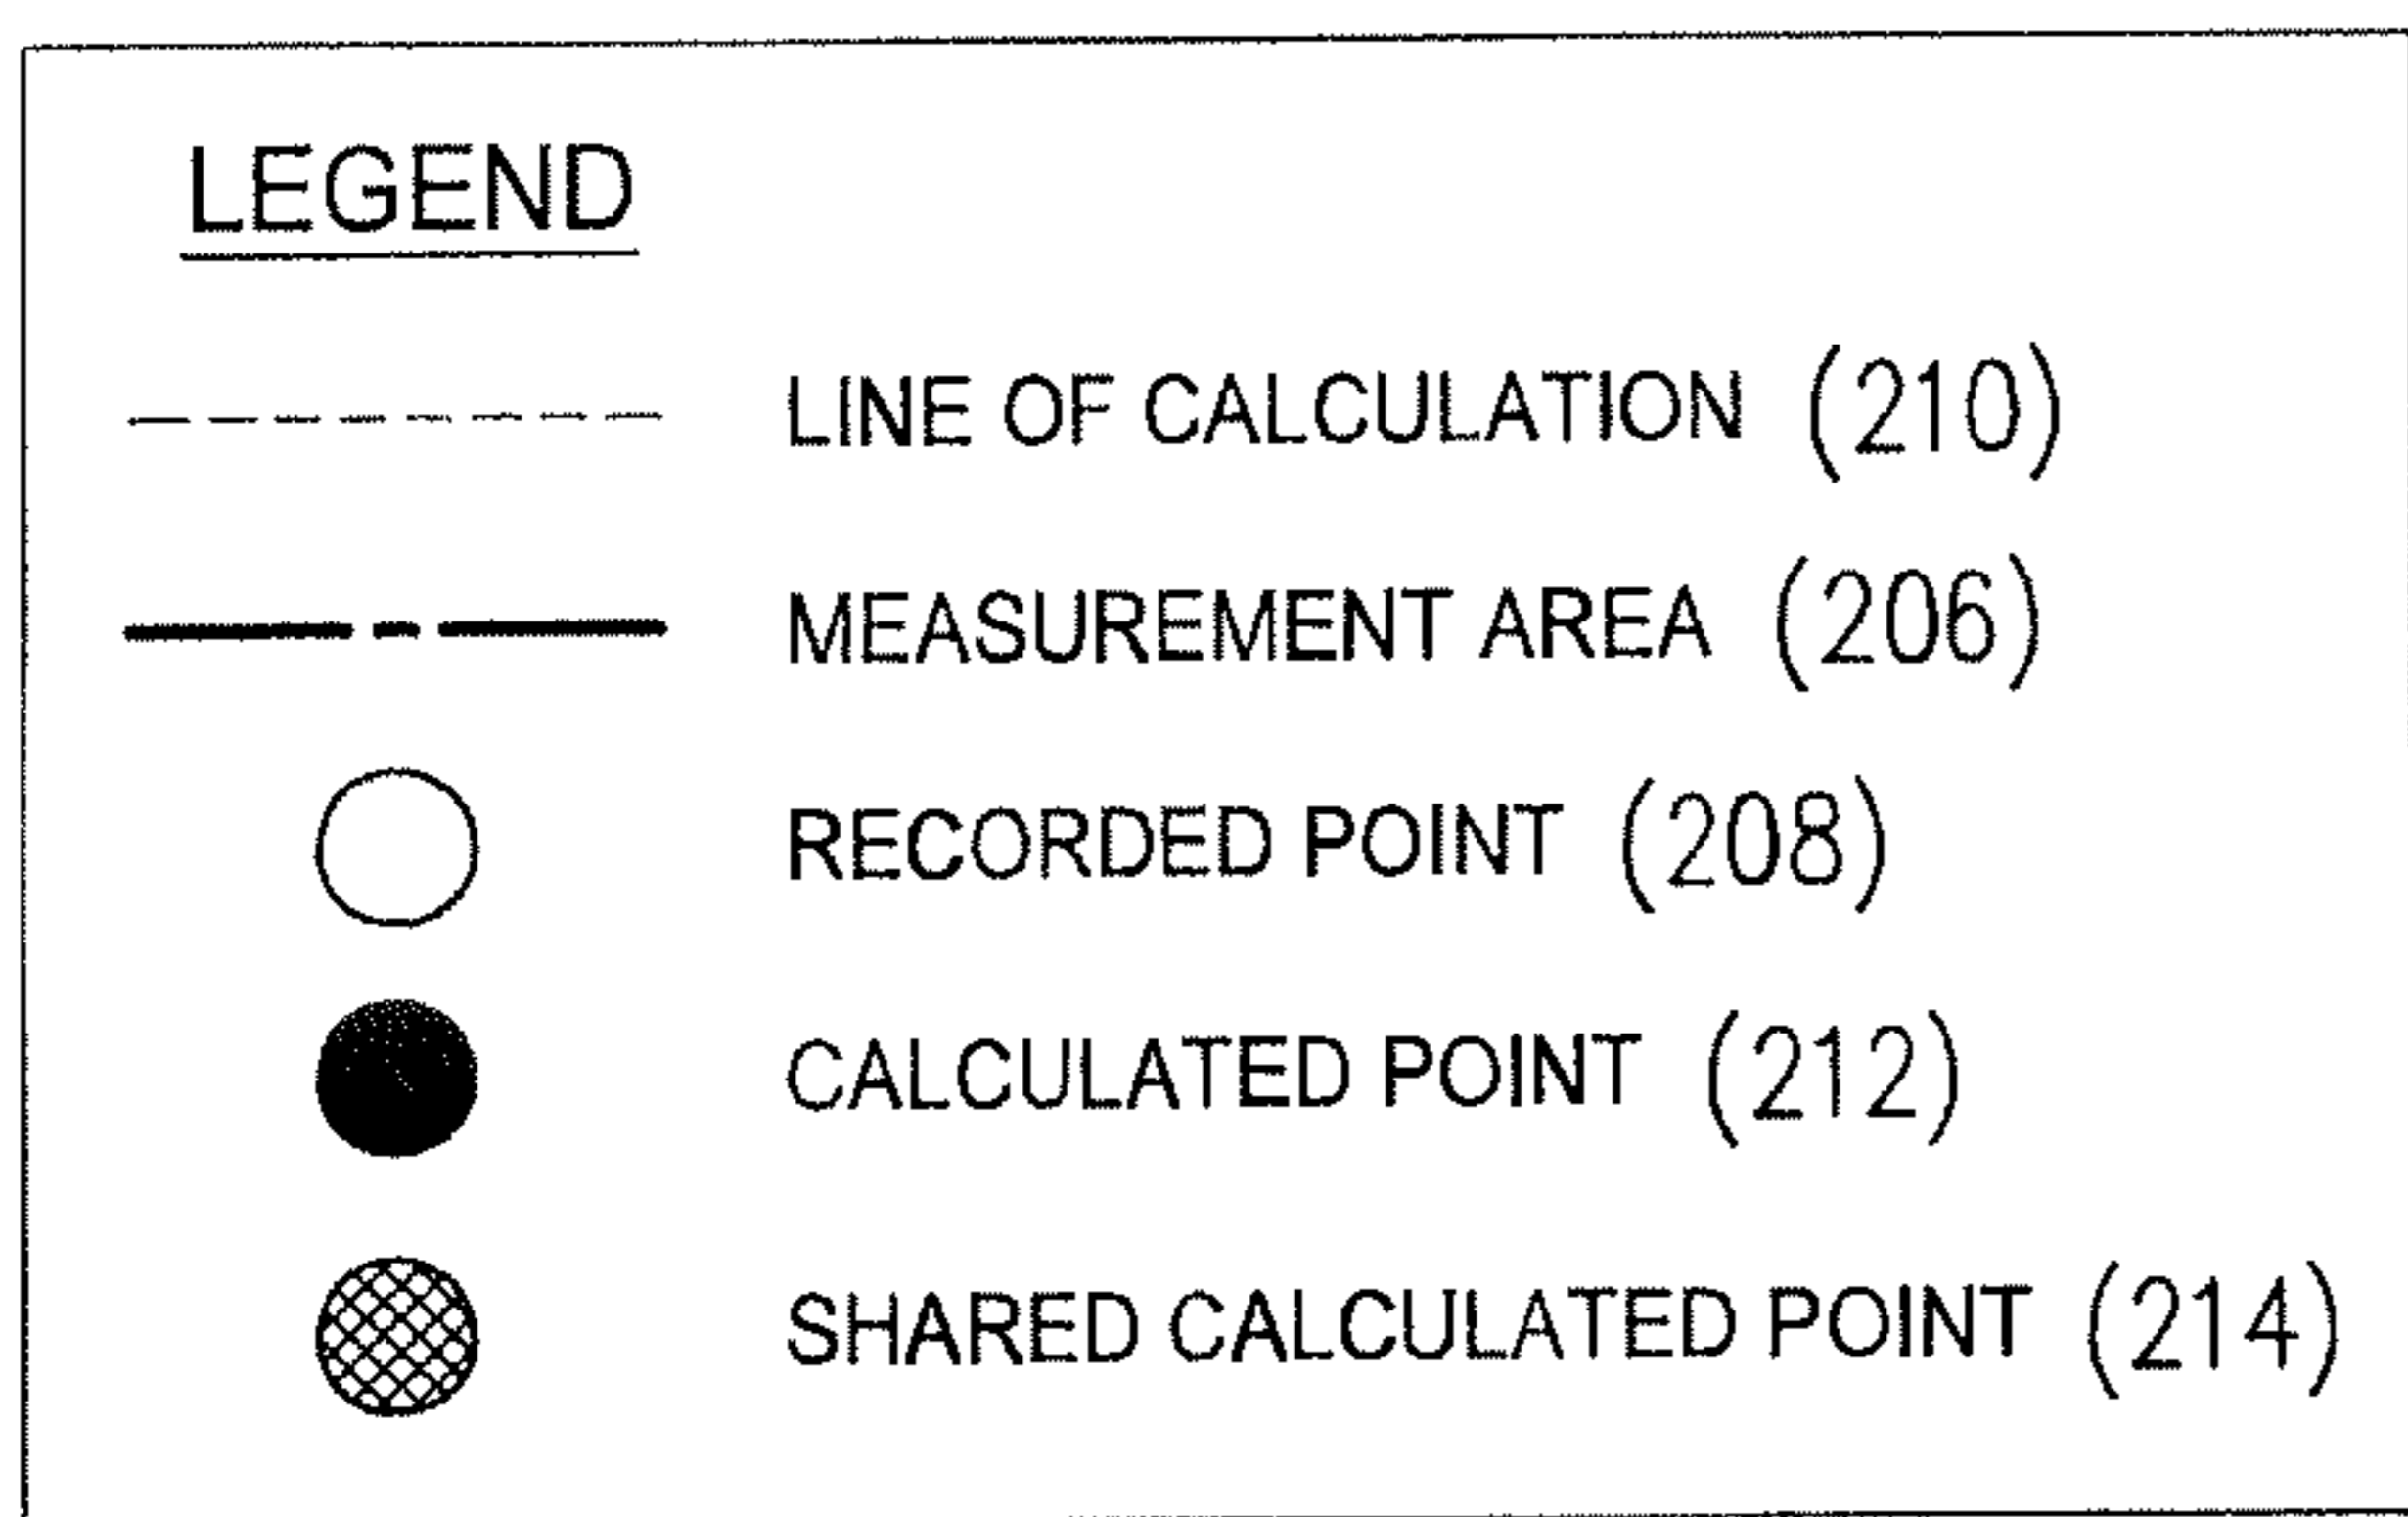 LEGEND
LINE OF CALCULATION (210)
MEASUREMENT AREA (206)
RECORDED POINT (208)
CALCULATED POINT (212)
SHARED CALCULATED POINT (214)